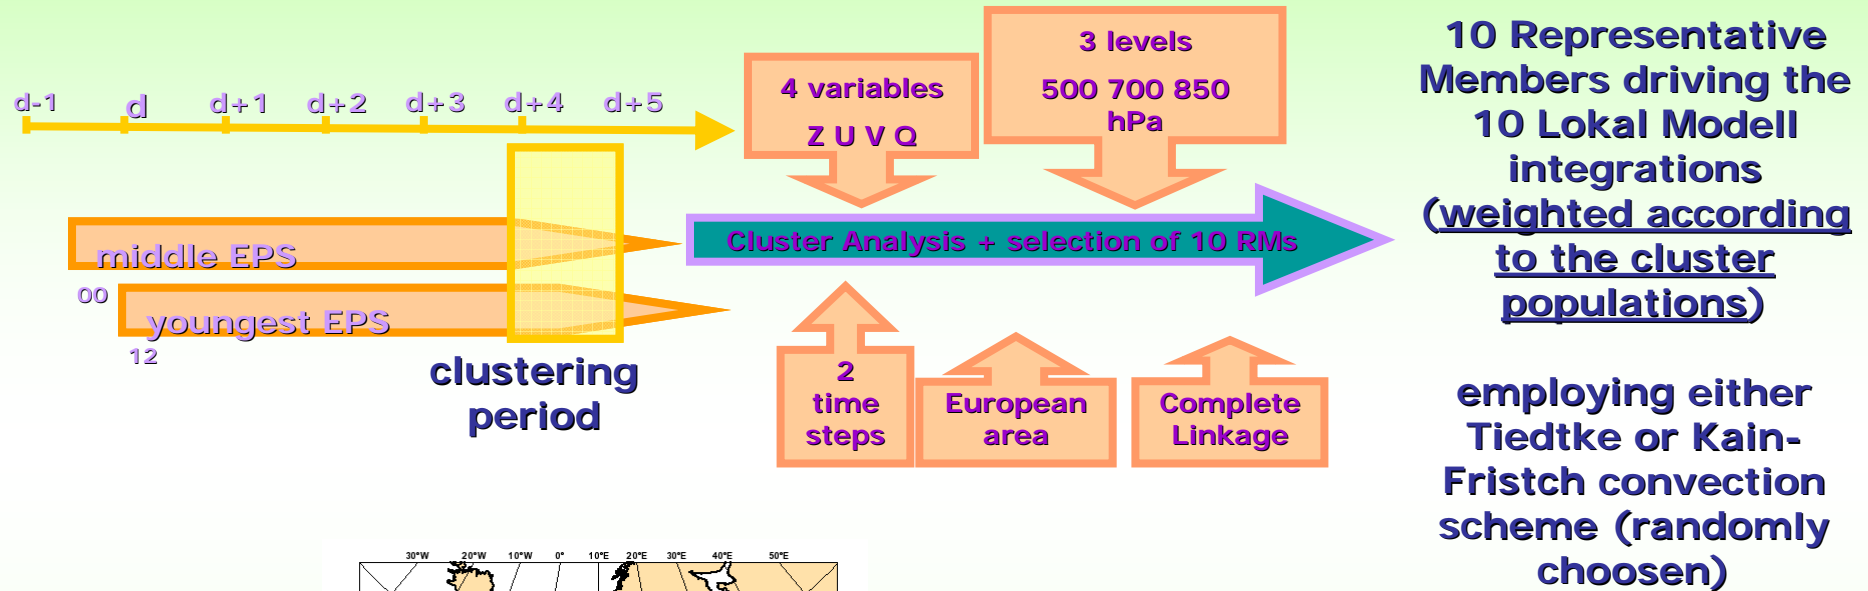 d-1 d d+1 d+2 d+3 d+4 d+5
4 variables
Z U V Q
3 levels
500 700 850
hPa
middle EPS
00
youngest EPS
12
clustering
period
Cluster Analysis + selection of 10 RMs
2
time
steps
European
area
Complete
Linkage
10 Representative
Members driving the
10 Lokal Modell
integrations
(weighted according
to the cluster
populations)
employing either
Tiedtke or Kain-
Fristch convection
scheme (randomly
choosen)
30°W 20°W 10°W 0° 10°E 20°E 30°E 40°E 50°E